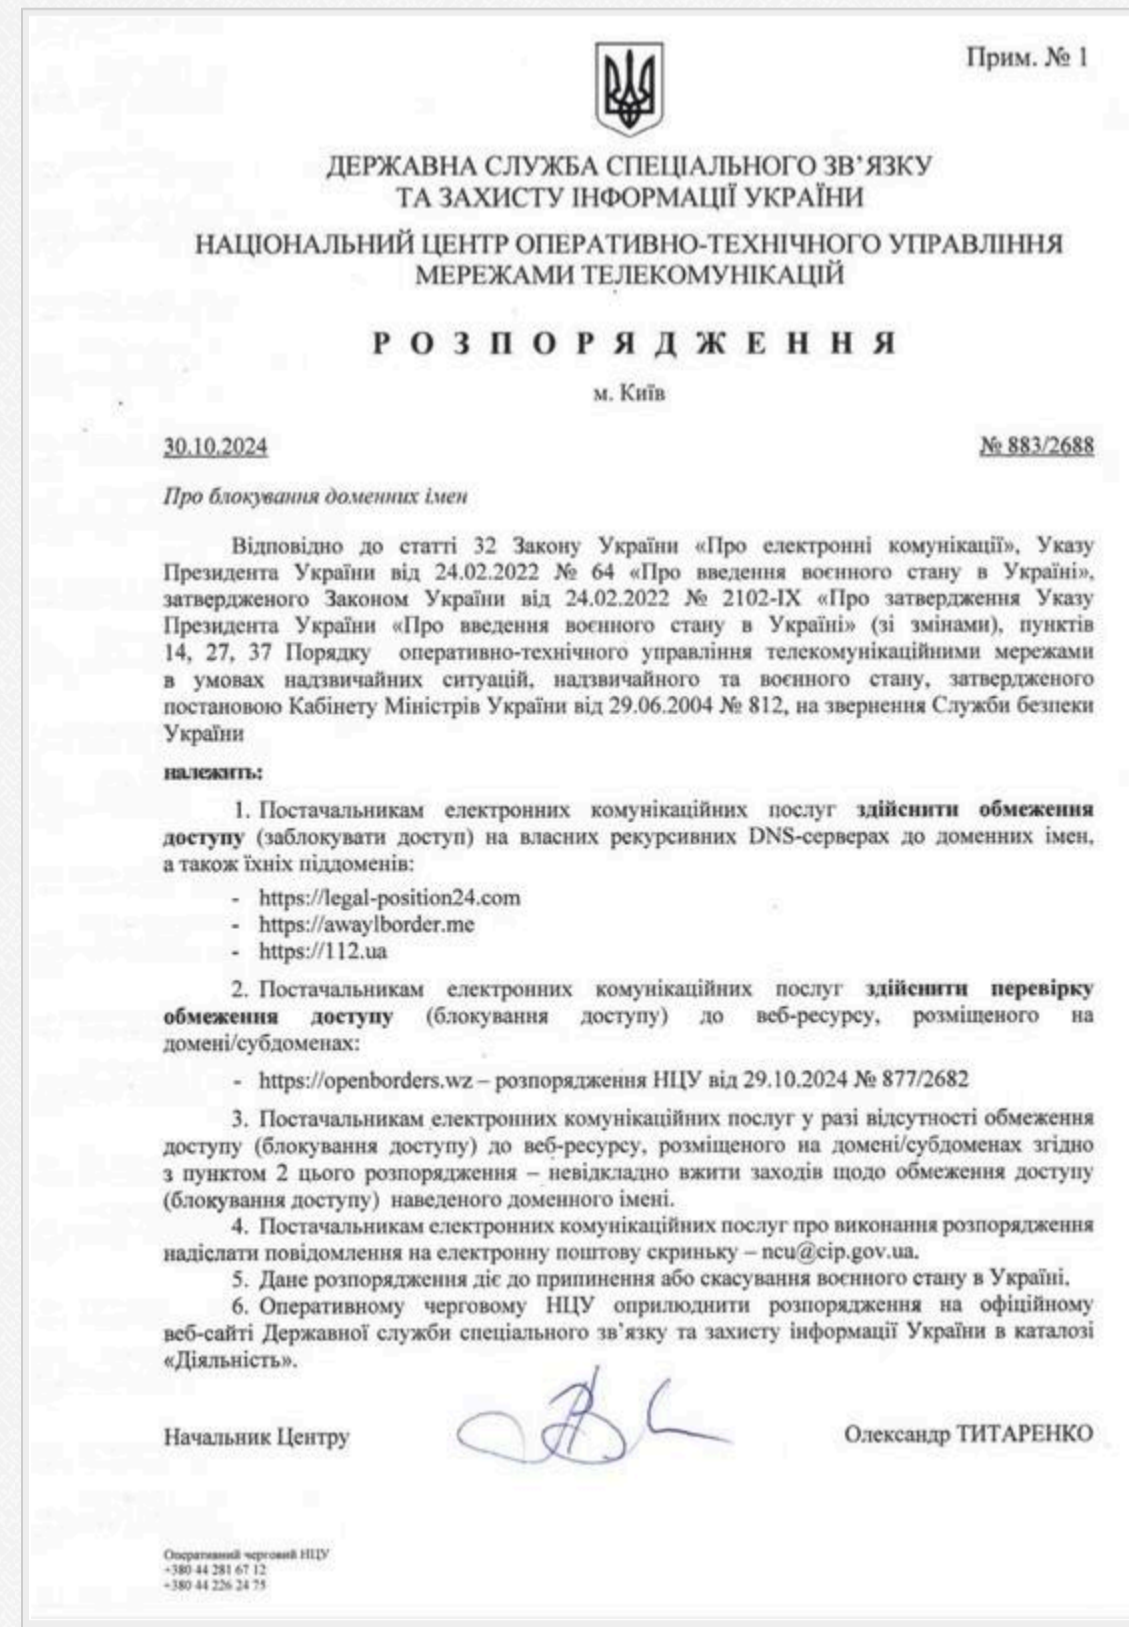 Прим. № 1
ДЕРЖАВНА СЛУЖБА СПЕЦІАЛЬНОГО ЗВ’ЯЗКУ
ТА ЗАХИСТУ ІНФОРМАЦІЇ УКРАЇНИ
НАЦІОНАЛЬНИЙ ЦЕНТР ОПЕРАТИВНО-ТЕХНІЧНОГО УПРАВЛІННЯ
МЕРЕЖАМИ ТЕЛЕКОМУНІКАЦІЙ
Р О З П О Р Я Д Ж Е Н Н Я
м. Київ
30.10.2024 № 883/2688
Про блокування доменних імен
Відповідно до статті 32 Закону України «Про електронні комунікації», Указу
Президента України від 24.02.2022 № 64 «Про введення воєнного стану в Україні»,
затвердженого Законом України від 24.02.2022 № 2102-IX «Про затвердження Указу
Президента України «Про введення воєнного стану в Україні» (зі змінами), пунктів
14, 27, 37 Порядку оперативно-технічного управління телекомунікаційними мережами
в умовах надзвичайних ситуацій, надзвичайного та воєнного стану, затвердженого
постановою Кабінету Міністрів України від 29.06.2004 № 812, на звернення Служби безпеки
України
належить:
1. Постачальникам електронних комунікаційних послуг здійснити обмеження
доступу (заблокувати доступ) на власних рекурсивних DNS-серверах до доменних імен,
а також їхніх піддоменів:
- https://legal-position24.com
- https://awaylborder.me
- https://112.ua
2. Постачальникам електронних комунікаційних послуг здійснити перевірку
обмеження доступу (блокування доступу) до веб-ресурсу, розміщеного на
домені/субдоменах:
- https://openborders.wz – розпорядження НЦУ від 29.10.2024 № 877/2682
3. Постачальникам електронних комунікаційних послуг у разі відсутності обмеження
доступу (блокування доступу) до веб-ресурсу, розміщеного на домені/субдоменах згідно
з пунктом 2 цього розпорядження – невідкладно вжити заходів щодо обмеження доступу
(блокування доступу) наведеного доменного імені.
4. Постачальникам електронних комунікаційних послуг про виконання розпорядження
надіслати повідомлення на електронну поштову скриньку – ncu@cip.gov.ua.
5. Дане розпорядження діє до припинення або скасування воєнного стану в Україні.
6. Оперативному черговому НЦУ оприлюднити розпорядження на офіційному
веб-сайті Державної служби спеціального зв’язку та захисту інформації України в каталозі
«Діяльність».
Начальник Центру Олександр ТИТАРЕНКО
Оперативний черговий НЦУ
+380 44 281 67 12
+380 44 226 24 75